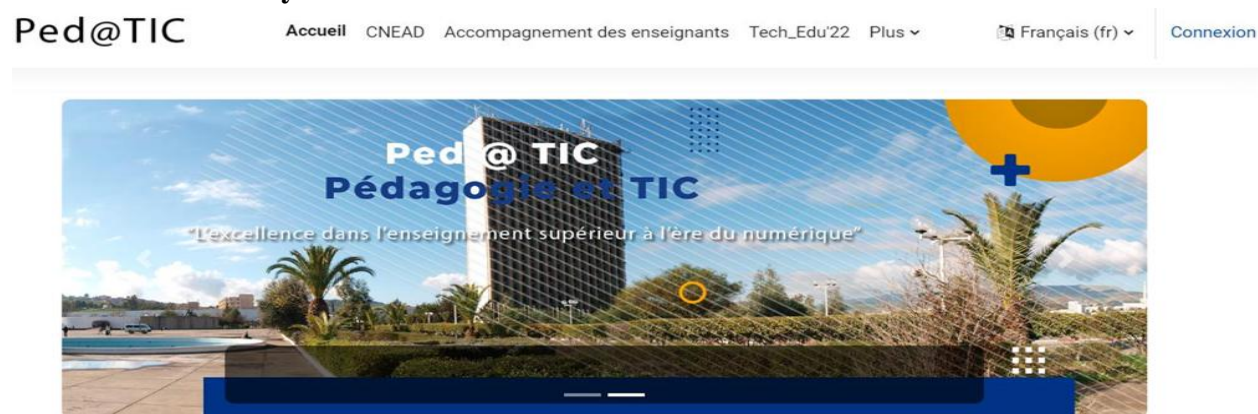 Ped@TIC
Accueil CNEAD Accompagnement des enseignants Tech_Edu'22 Plus Français (fr) Connexion
Ped@ TIC
Pédagogie et TIC
"L'excellence dans l'enseignement supérieur à l'ère du numérique"